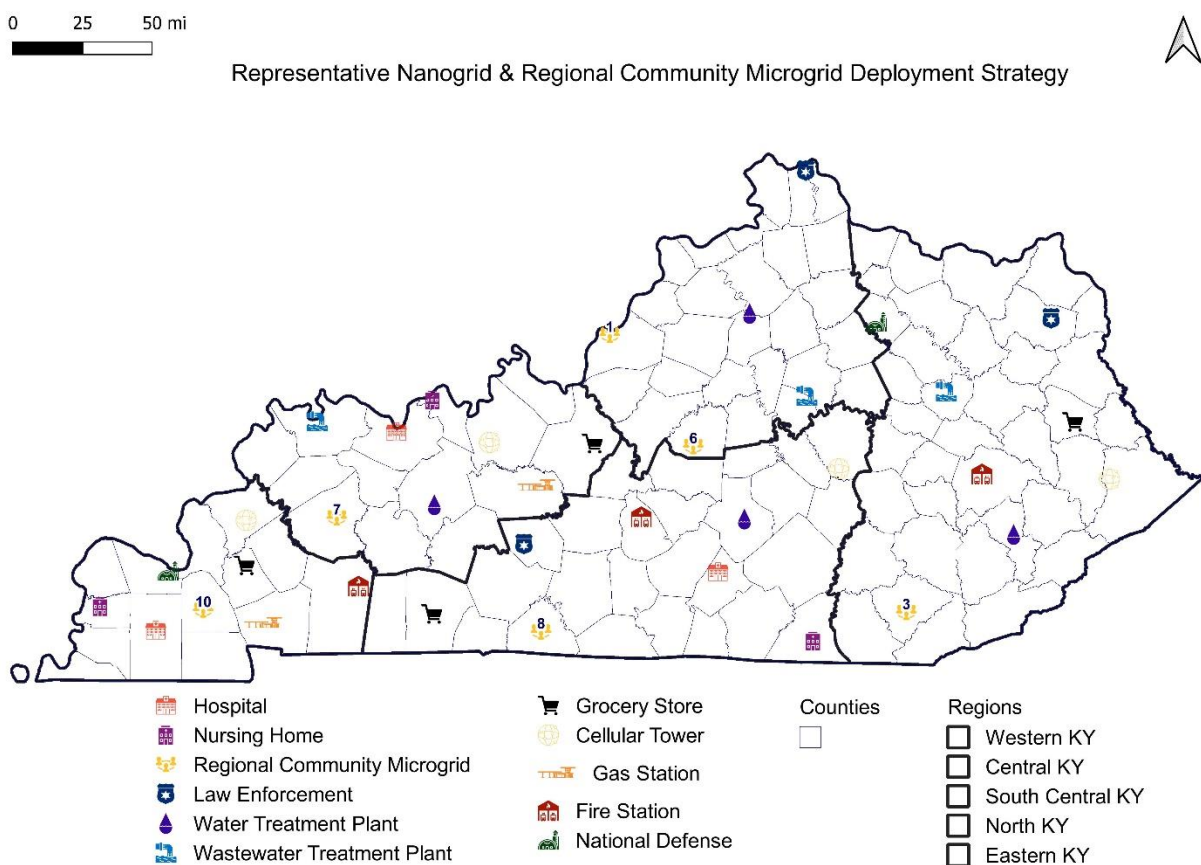 0 25 50 mi
Representative Nanogrid & Regional Community Microgrid Deployment Strategy
1
6
7
10
8
3
Hospital
Nursing Home
Regional Community Microgrid
Law Enforcement
Water Treatment Plant
Wastewater Treatment Plant
Grocery Store
Cellular Tower
Gas Station
Fire Station
National Defense
Counties
Regions
Western KY
Central KY
South Central KY
North KY
Eastern KY